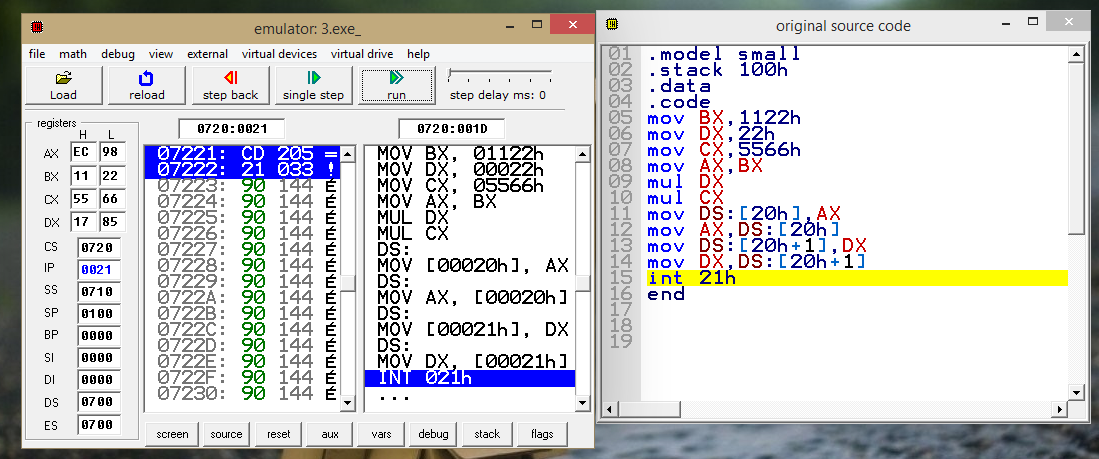 emulator: 3.exe_
file math debug view external virtual devices virtual drive help
Load reload step back single step run step delay ms: 0
registers
H L
AX EC 98
BX 11 22
CX 55 66
DX 17 85
CS 0720
IP 0021
SS 0710
SP 0100
BP 0000
SI 0000
DI 0000
DS 0700
ES 0700
0720:0021
07221: CD 205 =
07222: 21 033 !
07223: 90 144 É
07224: 90 144 É
07225: 90 144 É
07226: 90 144 É
07227: 90 144 É
07228: 90 144 É
07229: 90 144 É
0722A: 90 144 É
0722B: 90 144 É
0722C: 90 144 É
0722D: 90 144 É
0722E: 90 144 É
0722F: 90 144 É
07230: 90 144 É
0720:001D
MOV BX, 01122h
MOV DX, 00022h
MOV CX, 05566h
MOV AX, BX
MUL DX
MUL CX
DS:
MOV [00020h], AX
DS:
MOV AX, [00020h]
DS:
MOV [00021h], DX
DS:
MOV DX, [00021h]
INT 021h
...
screen source reset aux vars debug stack flags
original source code
01 .model small
02 .stack 100h
03 .data
04 .code
05 mov BX,1122h
06 mov DX,22h
07 mov CX,5566h
08 mov AX,BX
09 mul DX
10 mul CX
11 mov DS:[20h],AX
12 mov AX,DS:[20h]
13 mov DS:[20h+1],DX
14 mov DX,DS:[20h+1]
15 int 21h
16 end
17
18
19